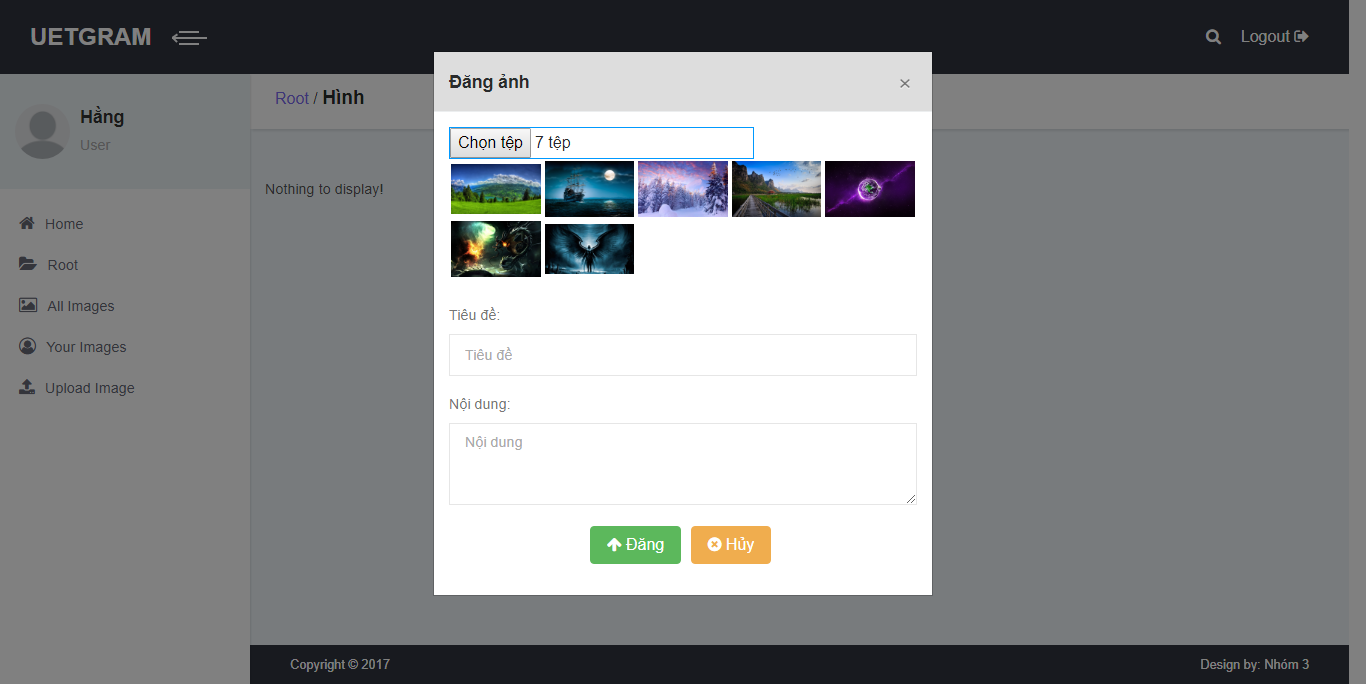 UETGRAM
Logout
Hằng
User
Home
Root
All Images
Your Images
Upload Image
Root / Hình
Nothing to display!
Đăng ảnh
×
Chọn tệp 7 tệp
Tiêu đề:
Tiêu đề
Nội dung:
Nội dung
Đăng
Hủy
Copyright © 2017
Design by: Nhóm 3